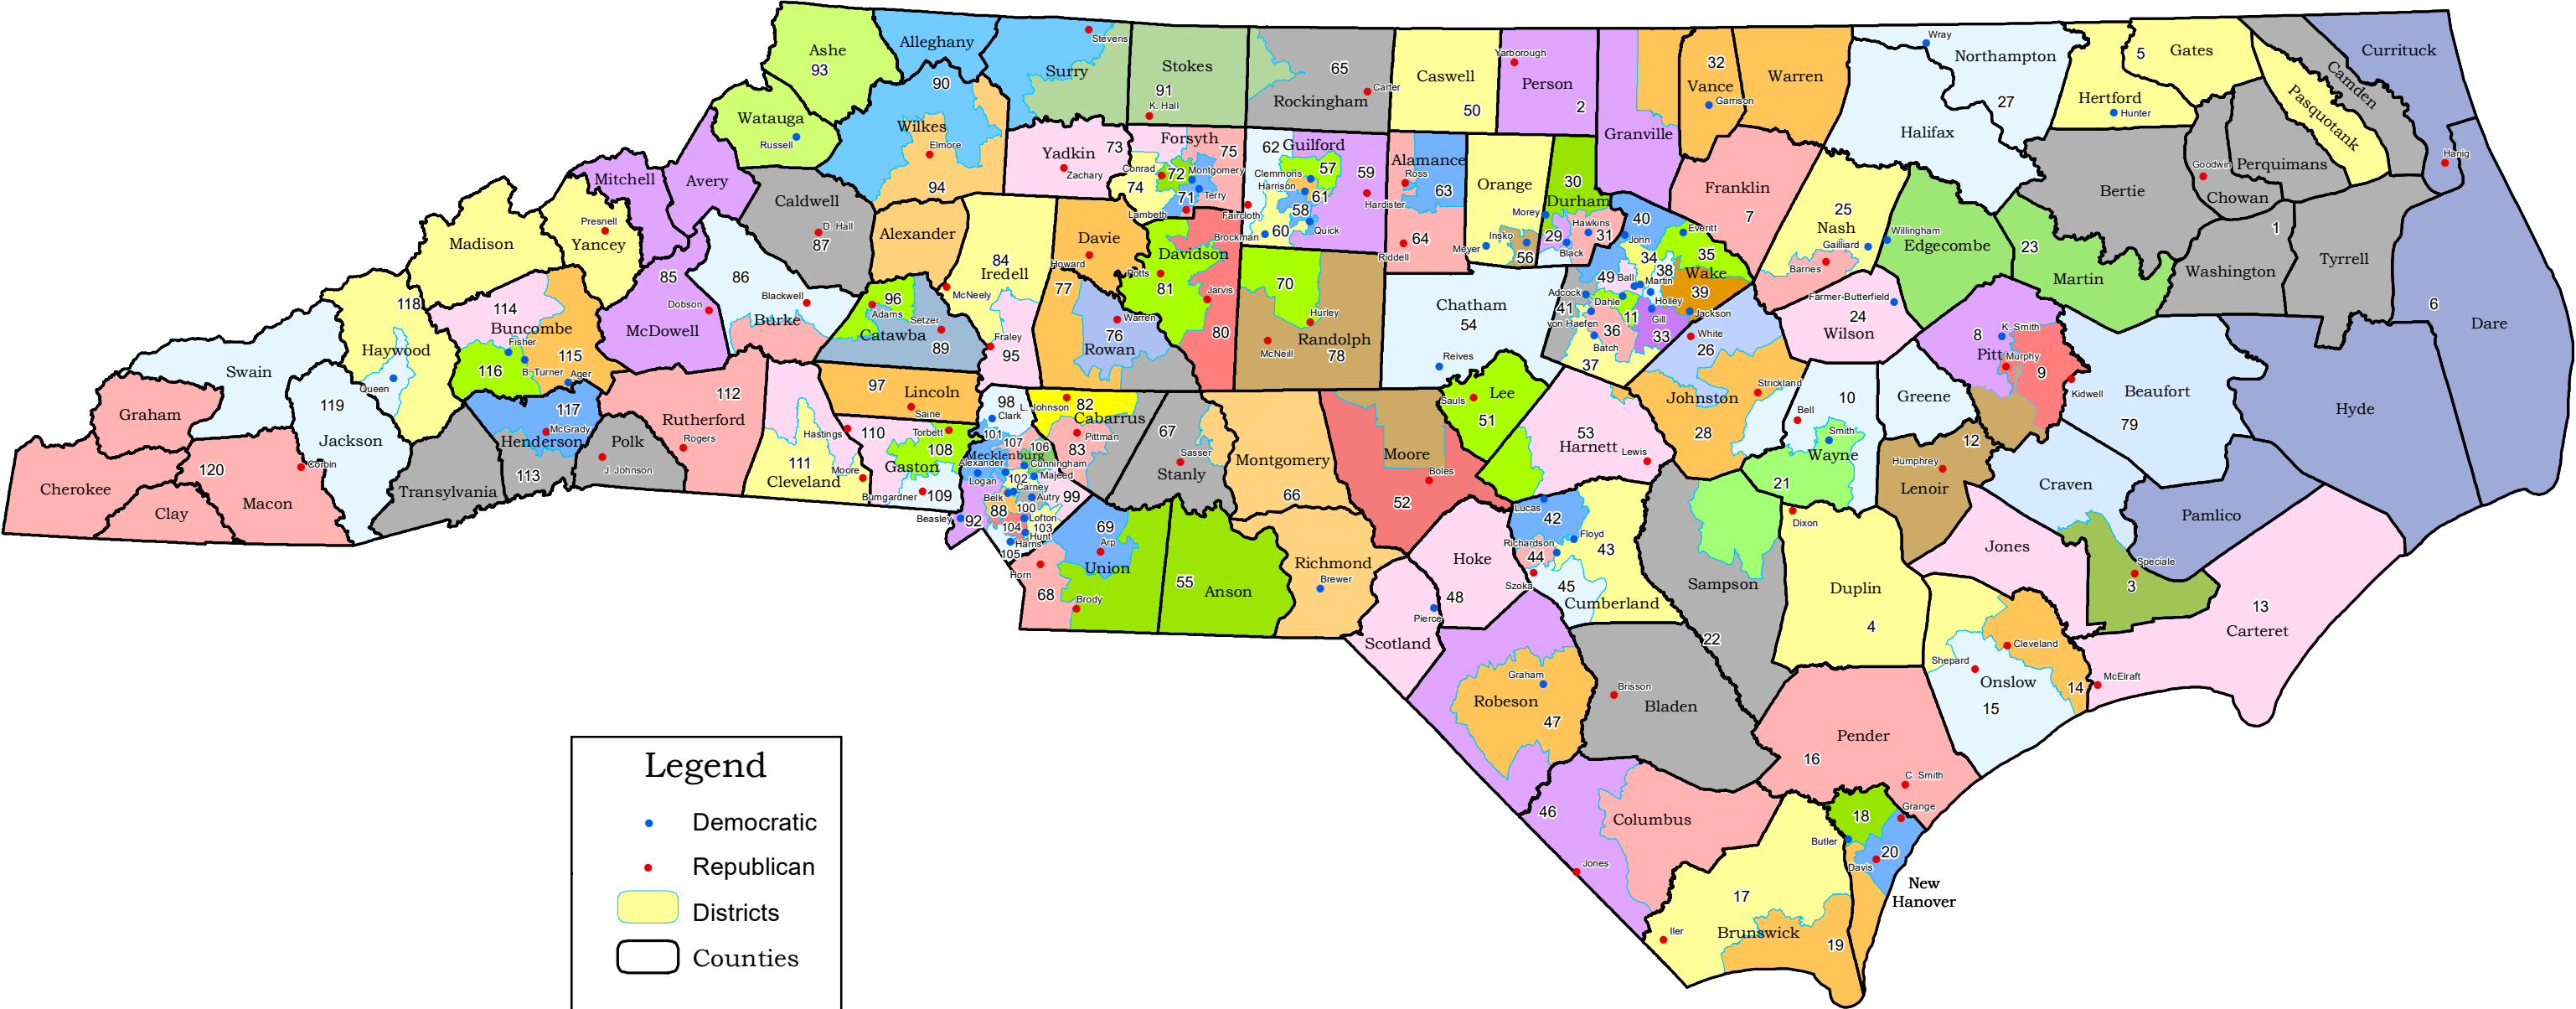 Ashe
93
Alleghany
90
Surry
Stevens
Stokes
91
K. Hall
65
Rockingham
Carter
Caswell
50
Yarborough
Person
2
Granville
32
Vance
Garrison
Warren
Wray
Northampton
27
Halifax
5
Gates
Hertford
Hunter
Camden
Pasquotank
Currituck
Hanig
Watauga
Russell
Wilkes
Elmore
94
Yadkin
73
Zachary
Forsyth
75
Conrad
72
Montgomery
74
71
Terry
Lambeth
62
Guilford
57
59
Clemmons
Harrison
61
58
Hardister
Faircloth
Brockman
60
Quick
Alamance
Ross
63
64
Riddell
Orange
Morey
Insko
Meyer
56
30
Durham
Hawkins
29
31
Black
40
John
Everitt
34
35
38
Wake
49
Ball
Martin
39
Adcock
Dahle
Holley
41
11
Gill
Jackson
von Haefen
36
33
Batch
37
Franklin
7
25
Nash
Gailliard
Barnes
Willingham
Edgecombe
23
Martin
Bertie
Goodwin
Perquimans
Chowan
1
Washington
Tyrrell
6
Dare
Mitchell
Avery
Presnell
Yancey
Madison
Caldwell
D. Hall
87
Alexander
84
Iredell
McNeely
Davie
Howard
Potts
Davidson
81
Jarvis
80
70
Hurley
McNeill
Randolph
78
Chatham
54
Reives
85
Dobson
McDowell
86
Blackwell
Burke
96
Adams
Setzer
Catawba
89
Fraley
95
77
Warren
76
Rowan
White
26
Farmer-Butterfield
24
Wilson
8
K. Smith
Pitt
Murphy
9
Kidwell
Beaufort
79
Hyde
118
114
Buncombe
Fisher
115
116
B. Turner
Ager
Haywood
Queen
Swain
119
Jackson
Graham
120
Macon
Corbin
Cherokee
Clay
Transylvania
117
McGrady
Henderson
113
Polk
J. Johnson
112
Rutherford
Rogers
97
Lincoln
Saine
Hastings
110
Torbett
108
Gaston
111
Moore
Cleveland
Bumgardner
109
98
Clark
L. Johnson
82
Cabarrus
101
107
106
Pittman
83
Mecklenburg
Alexander
Cunningham
Logan
102
Majeed
Carney
Belk
Autry
99
Beasley
92
88
100
Lofton
104
103
Hunt
Harris
105
Horn
68
67
Sasser
Stanly
Montgomery
66
Moore
Boles
52
Sauls
Lee
51
53
Harnett
Lewis
Johnston
Strickland
28
10
Bell
Smith
Wayne
21
Greene
12
Humphrey
Lenoir
Craven
Pamlico
Jones
Speciale
3
13
Carteret
McElraft
69
Arp
Union
Brody
55
Anson
Richmond
Brewer
Hoke
48
Pierce
Scotland
Lucas
42
Richardson
Floyd
44
43
Szoka
45
Cumberland
Sampson
22
Dixon
Duplin
4
Cleveland
Shepard
Onslow
14
15
Graham
Robeson
47
Brisson
Bladen
46
Jones
Columbus
Pender
16
C. Smith
Grange
18
Butler
20
Davis
New
Hanover
17
Iler
Brunswick
19
Legend
Democratic
Republican
Districts
Counties